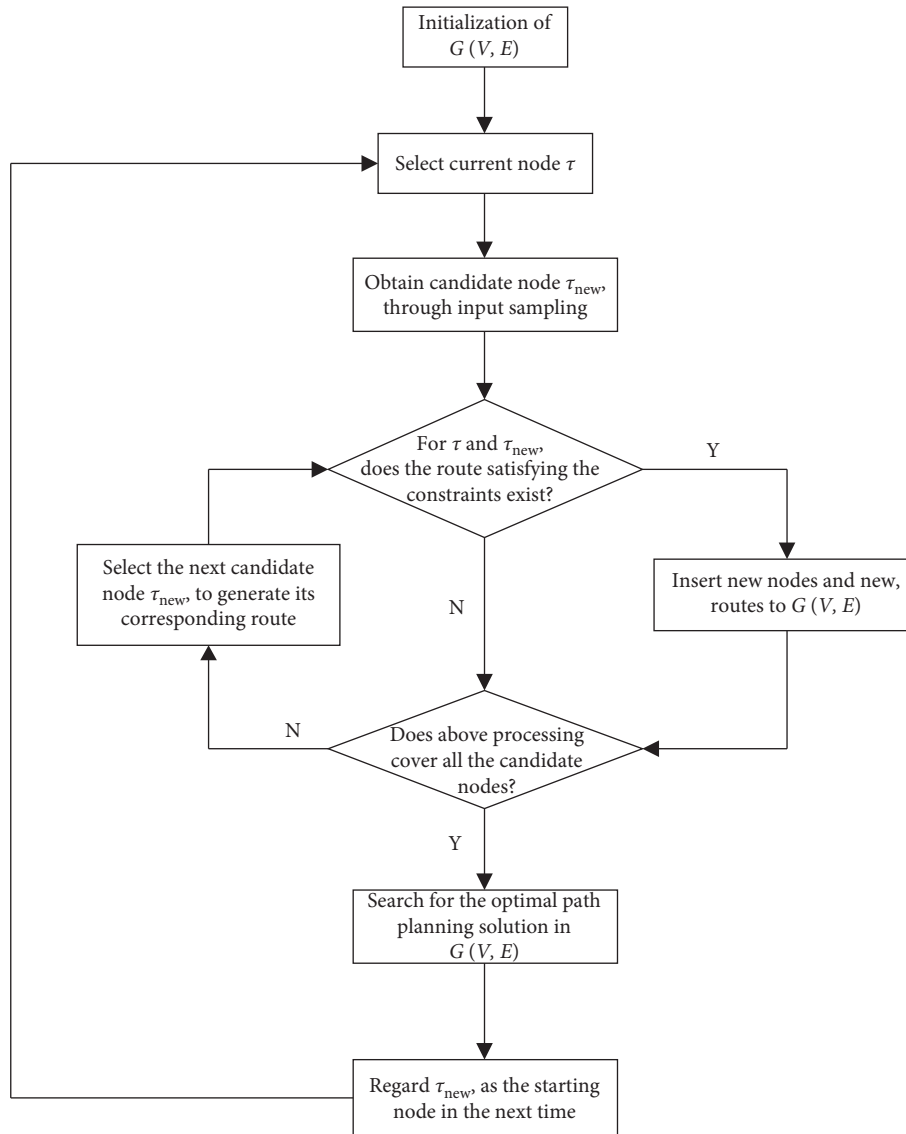 Initialization of
G (V, E)
Select current node τ
Obtain candidate node τnew,
through input sampling
For τ and τnew,
does the route satisfying the
constraints exist?
Y
Select the next candidate
node τnew, to generate its
corresponding route
N
Insert new nodes and new,
routes to G (V, E)
N
Does above processing
cover all the candidate
nodes?
Y
Search for the optimal path
planning solution in
G (V, E)
Regard τnew, as the starting
node in the next time